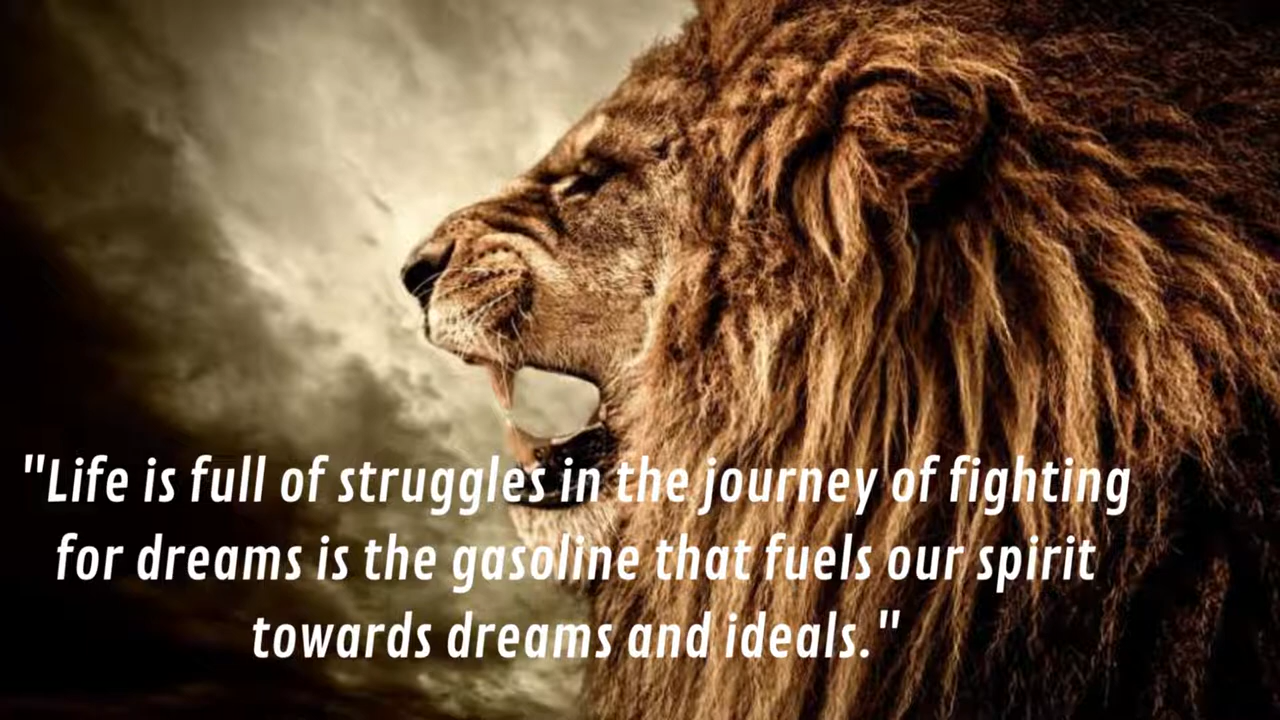 "Life is full of struggles in the journey of fighting
for dreams is the gasoline that fuels our spirit
towards dreams and ideals."